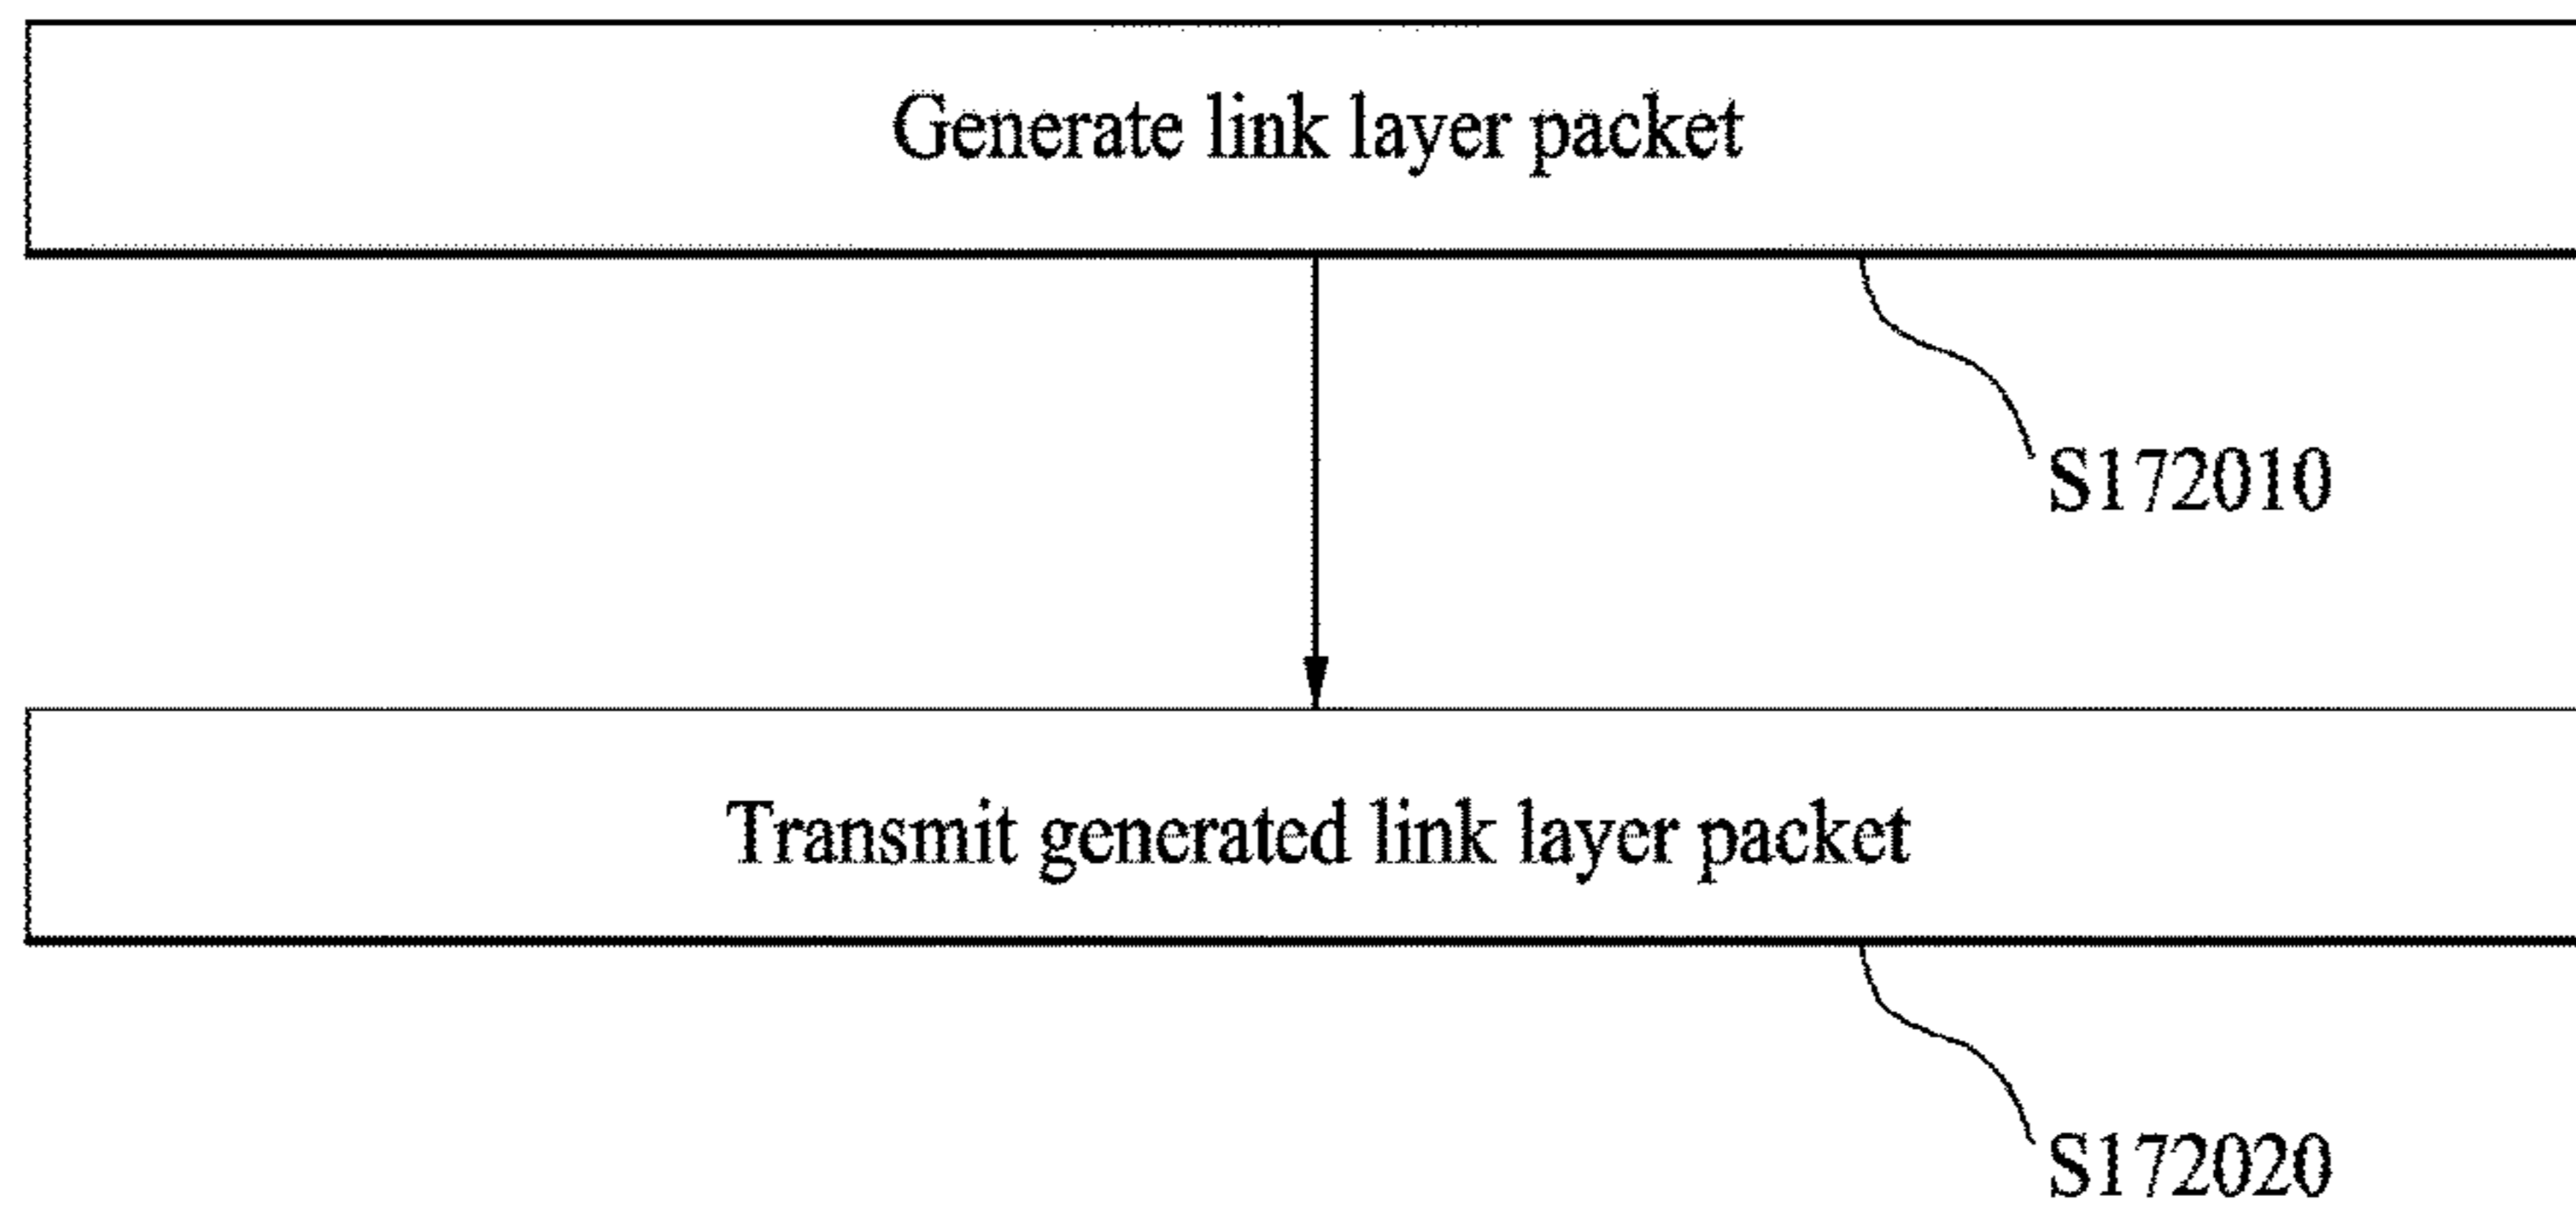 Generate link layer packet
S172010
Transmit generated link layer packet
S172020